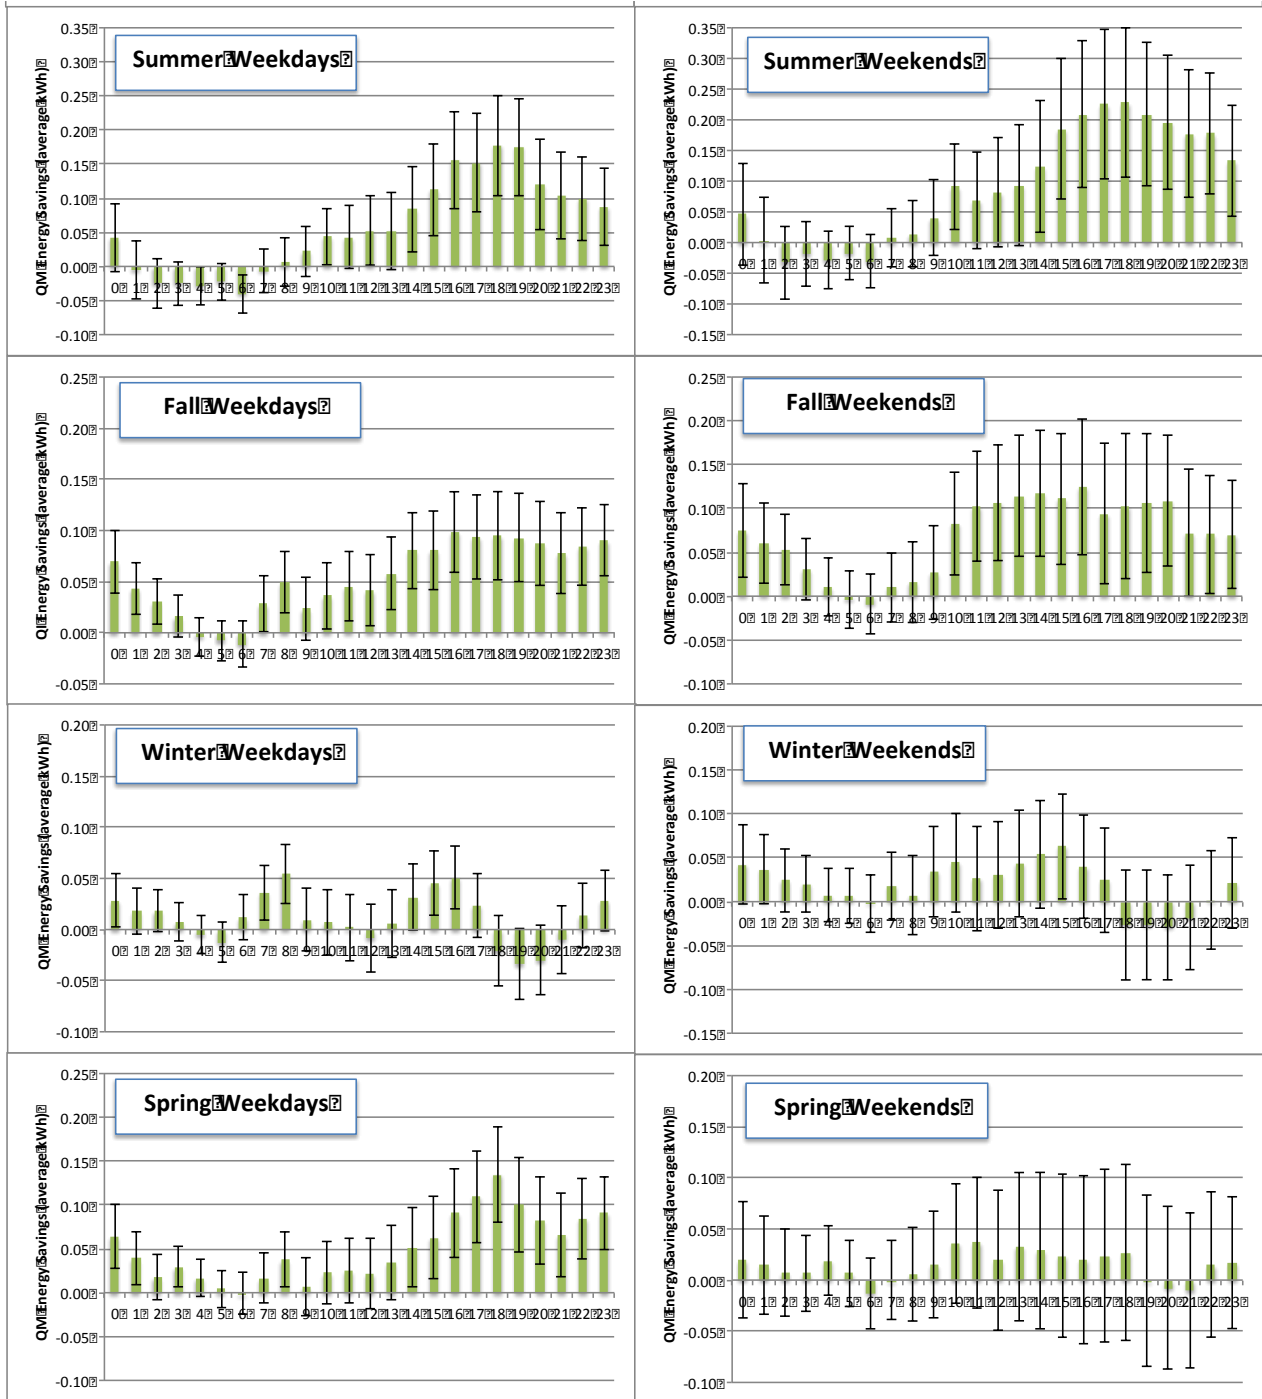 Summer⍰Weekdays⍰
QM⍰Energy⍰Savings⍰(average⍰kWh)⍰
0.35⍰
0.30⍰
0.25⍰
0.20⍰
0.15⍰
0.10⍰
0.05⍰
0.00⍰
-0.05⍰
-0.10⍰
0⍰ 1⍰ 2⍰ 3⍰ 4⍰ 5⍰ 6⍰ 7⍰ 8⍰ 9⍰ 10⍰ 11⍰ 12⍰ 13⍰ 14⍰ 15⍰ 16⍰ 17⍰ 18⍰ 19⍰ 20⍰ 21⍰ 22⍰ 23⍰
Summer⍰Weekends⍰
QM⍰Energy⍰Savings⍰(average⍰kWh)⍰
0.35⍰
0.30⍰
0.25⍰
0.20⍰
0.15⍰
0.10⍰
0.05⍰
0.00⍰
-0.05⍰
-0.10⍰
-0.15⍰
0⍰ 1⍰ 2⍰ 3⍰ 4⍰ 5⍰ 6⍰ 7⍰ 8⍰ 9⍰ 10⍰ 11⍰ 12⍰ 13⍰ 14⍰ 15⍰ 16⍰ 17⍰ 18⍰ 19⍰ 20⍰ 21⍰ 22⍰ 23⍰
Fall⍰Weekdays⍰
QI⍰Energy⍰Savings⍰(average⍰kWh)⍰
0.25⍰
0.20⍰
0.15⍰
0.10⍰
0.05⍰
0.00⍰
-0.05⍰
0⍰ 1⍰ 2⍰ 3⍰ 4⍰ 5⍰ 6⍰ 7⍰ 8⍰ 9⍰ 10⍰ 11⍰ 12⍰ 13⍰ 14⍰ 15⍰ 16⍰ 17⍰ 18⍰ 19⍰ 20⍰ 21⍰ 22⍰ 23⍰
Fall⍰Weekends⍰
QM⍰Energy⍰Savings⍰(average⍰kWh)⍰
0.25⍰
0.20⍰
0.15⍰
0.10⍰
0.05⍰
0.00⍰
-0.05⍰
-0.10⍰
0⍰ 1⍰ 2⍰ 3⍰ 4⍰ 5⍰ 6⍰ 7⍰ 8⍰ 9⍰ 10⍰ 11⍰ 12⍰ 13⍰ 14⍰ 15⍰ 16⍰ 17⍰ 18⍰ 19⍰ 20⍰ 21⍰ 22⍰ 23⍰
Winter⍰Weekdays⍰
QM⍰Energy⍰Savings⍰(average⍰kWh)⍰
0.20⍰
0.15⍰
0.10⍰
0.05⍰
0.00⍰
-0.05⍰
-0.10⍰
0⍰ 1⍰ 2⍰ 3⍰ 4⍰ 5⍰ 6⍰ 7⍰ 8⍰ 9⍰ 10⍰ 11⍰ 12⍰ 13⍰ 14⍰ 15⍰ 16⍰ 17⍰ 18⍰ 19⍰ 20⍰ 21⍰ 22⍰ 23⍰
Winter⍰Weekends⍰
QM⍰Energy⍰Savings⍰(average⍰kWh)⍰
0.20⍰
0.15⍰
0.10⍰
0.05⍰
0.00⍰
-0.05⍰
-0.10⍰
-0.15⍰
0⍰ 1⍰ 2⍰ 3⍰ 4⍰ 5⍰ 6⍰ 7⍰ 8⍰ 9⍰ 10⍰ 11⍰ 12⍰ 13⍰ 14⍰ 15⍰ 16⍰ 17⍰ 18⍰ 19⍰ 20⍰ 21⍰ 22⍰ 23⍰
Spring⍰Weekdays⍰
QM⍰Energy⍰Savings⍰(average⍰kWh)⍰
0.25⍰
0.20⍰
0.15⍰
0.10⍰
0.05⍰
0.00⍰
-0.05⍰
-0.10⍰
0⍰ 1⍰ 2⍰ 3⍰ 4⍰ 5⍰ 6⍰ 7⍰ 8⍰ 9⍰ 10⍰ 11⍰ 12⍰ 13⍰ 14⍰ 15⍰ 16⍰ 17⍰ 18⍰ 19⍰ 20⍰ 21⍰ 22⍰ 23⍰
Spring⍰Weekends⍰
QM⍰Energy⍰Savings⍰(average⍰kWh)⍰
0.20⍰
0.15⍰
0.10⍰
0.05⍰
0.00⍰
-0.05⍰
-0.10⍰
0⍰ 1⍰ 2⍰ 3⍰ 4⍰ 5⍰ 6⍰ 7⍰ 8⍰ 9⍰ 10⍰ 11⍰ 12⍰ 13⍰ 14⍰ 15⍰ 16⍰ 17⍰ 18⍰ 19⍰ 20⍰ 21⍰ 22⍰ 23⍰